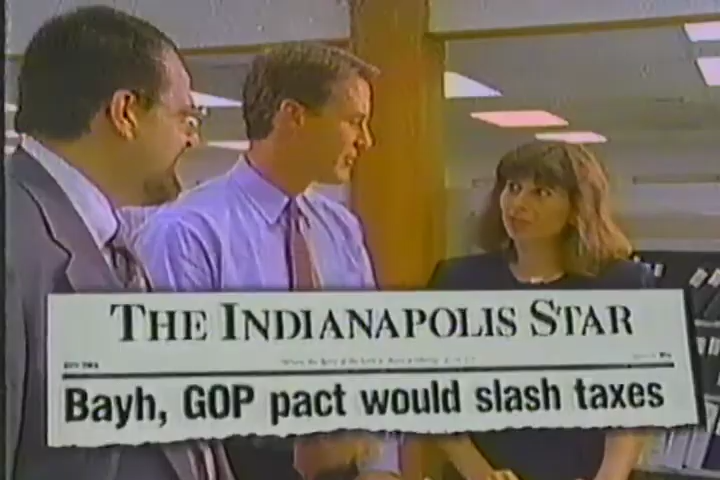 THE INDIANAPOLIS STAR
Bayh, GOP pact would slash taxes